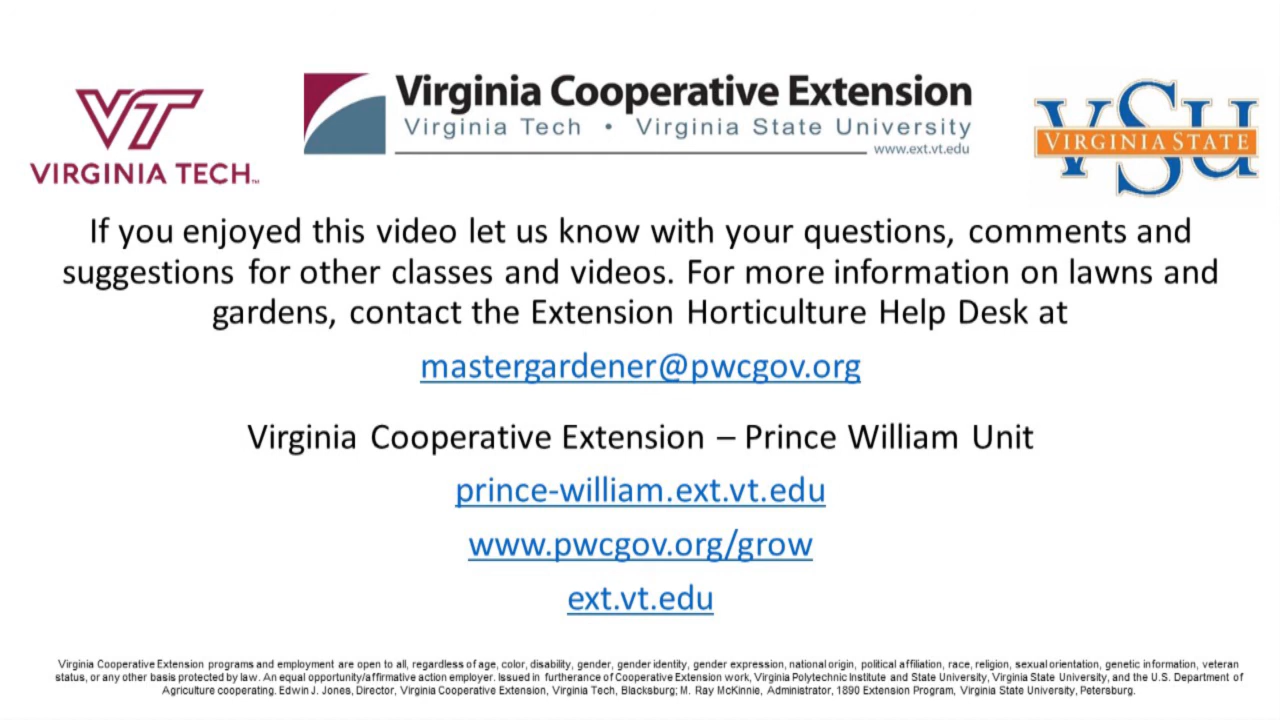 VT
VIRGINIA TECH™
Virginia Cooperative Extension
Virginia Tech • Virginia State University
www.ext.vt.edu
VSU
VIRGINIA STATE
If you enjoyed this video let us know with your questions, comments and
suggestions for other classes and videos. For more information on lawns and
gardens, contact the Extension Horticulture Help Desk at
mastergardener@pwcgov.org
Virginia Cooperative Extension – Prince William Unit
prince-william.ext.vt.edu
www.pwcgov.org/grow
ext.vt.edu
Virginia Cooperative Extension programs and employment are open to all, regardless of age, color, disability, gender, gender identity, gender expression, national origin, political affiliation, race, religion, sexual orientation, genetic information, veteran
status, or any other basis protected by law. An equal opportunity/affirmative action employer. Issued in furtherance of Cooperative Extension work, Virginia Polytechnic Institute and State University, Virginia State University, and the U.S. Department of
Agriculture cooperating. Edwin J. Jones, Director, Virginia Cooperative Extension, Virginia Tech, Blacksburg; M. Ray McKinnie, Administrator, 1890 Extension Program, Virginia State University, Petersburg.